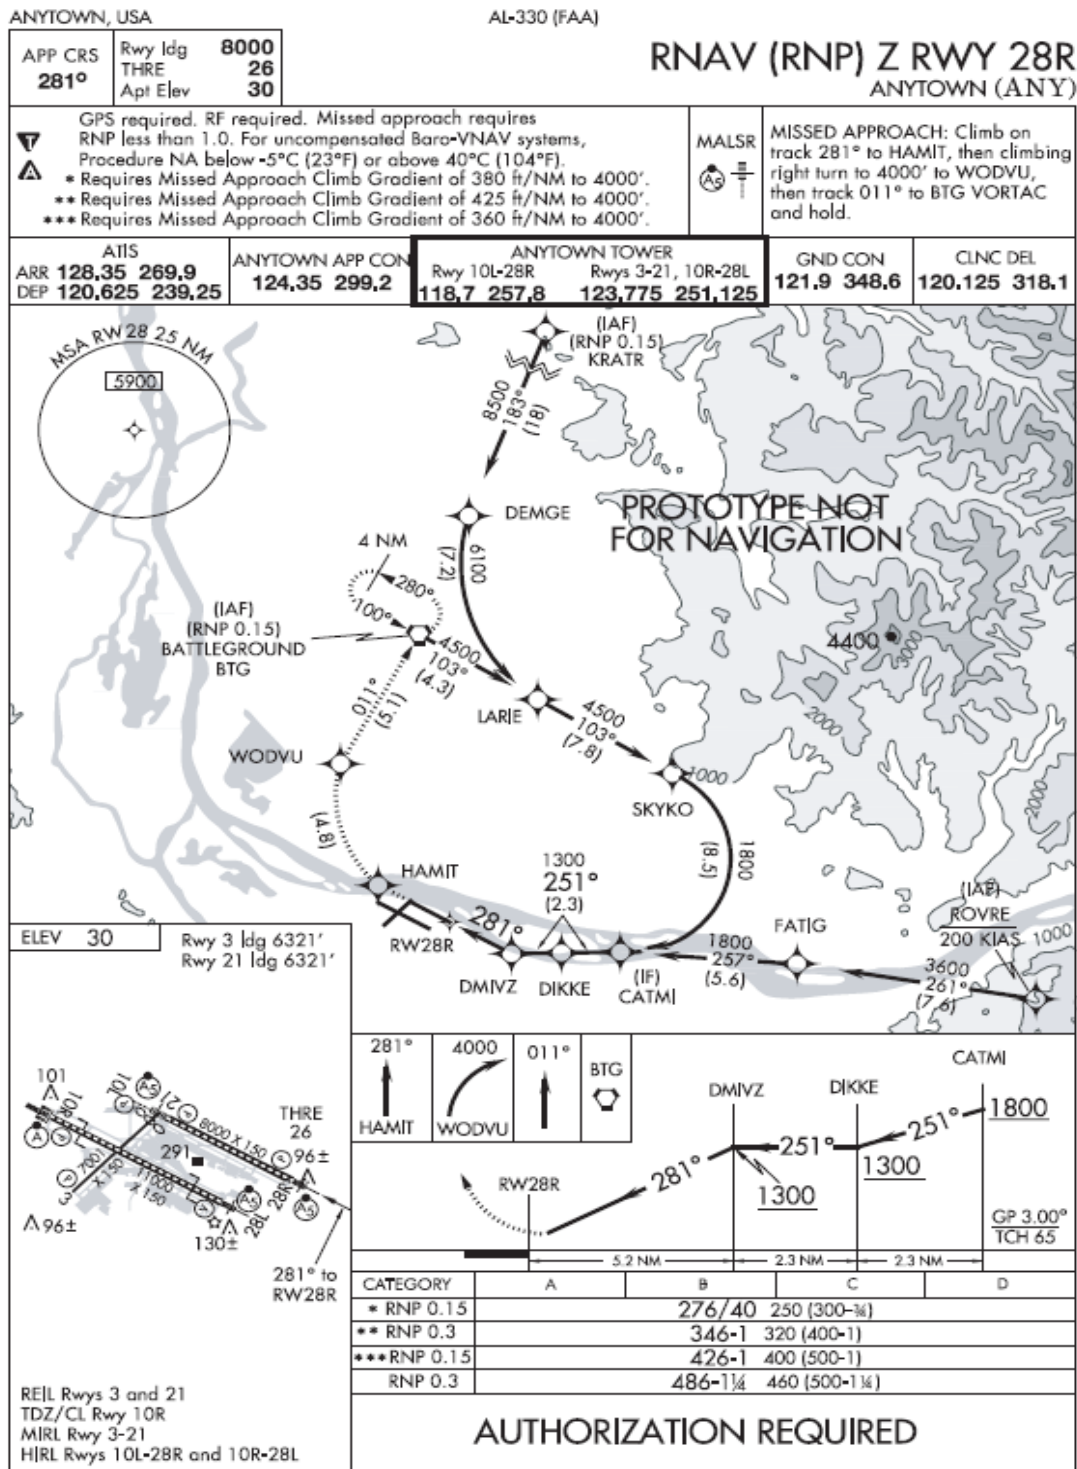 ANYTOWN, USA
AL-330 (FAA)
APP CRS
281°
Rwy ldg 8000
THRE 26
Apt Elev 30
RNAV (RNP) Z RWY 28R
ANYTOWN (ANY)
T
A
GPS required. RF required. Missed approach requires
RNP less than 1.0. For uncompensated Baro-VNAV systems,
Procedure NA below -5°C (23°F) or above 40°C (104°F).
* Requires Missed Approach Climb Gradient of 380 ft/NM to 4000'.
** Requires Missed Approach Climb Gradient of 425 ft/NM to 4000'.
*** Requires Missed Approach Climb Gradient of 360 ft/NM to 4000'.
MALSR
A5
MISSED APPROACH: Climb on
track 281° to HAMIT, then climbing
right turn to 4000' to WODVU,
then track 011° to BTG VORTAC
and hold.
ATIS
ARR 128.35 269.9
DEP 120.625 239.25
ANYTOWN APP CON
124.35 299.2
ANYTOWN TOWER
Rwy 10L-28R Rwys 3-21, 10R-28L
118.7 257.8 123.775 251.125
GND CON
121.9 348.6
CLNC DEL
120.125 318.1
MSA RW 28 25 NM
5900
(IAF)
(RNP 0.15)
KRATR
8500
183°
(18)
DEMGE
PROTOTYPE NOT
FOR NAVIGATION
6100
(7.2)
4 NM
280°
100°
(IAF)
(RNP 0.15)
BATTLEGROUND
BTG
4500
103°
(4.3)
4400
3000
2000
LARIE
4500
103°
(7.8)
011°
(5.1)
WODVU
1000
2000
SKYKO
(4.8)
1800
(8.5)
HAMIT
1300
251°
(2.3)
281°
RW28R
DMIVZ
DIKKE
(IF)
CATMI
1800
257°
(5.6)
FATIG
(IAF)
ROVRE
200 KIAS
1000
3600
261°
(7.6)
ELEV 30
Rwy 3 ldg 6321'
Rwy 21 ldg 6321'
101
10R
10L
A5
P
21
8000 X 150
THRE
26
96±
A
P
291
7001
X 150
11000
X 150
3
P
28R
28L
A5
A5
96±
130±
281° to
RW28R
REIL Rwys 3 and 21
TDZ/CL Rwy 10R
MIRL Rwy 3-21
HIRL Rwys 10L-28R and 10R-28L
281°
HAMIT
4000
WODVU
011°
BTG
CATMI
DMIVZ
DIKKE
1800
251°
251°
1300
1300
281°
RW28R
GP 3.00°
TCH 65
5.2 NM
2.3 NM
2.3 NM
CATEGORY A B C D
* RNP 0.15 276/40 250 (300-¾)
** RNP 0.3 346-1 320 (400-1)
*** RNP 0.15 426-1 400 (500-1)
RNP 0.3 486-1¼ 460 (500-1¼)
AUTHORIZATION REQUIRED